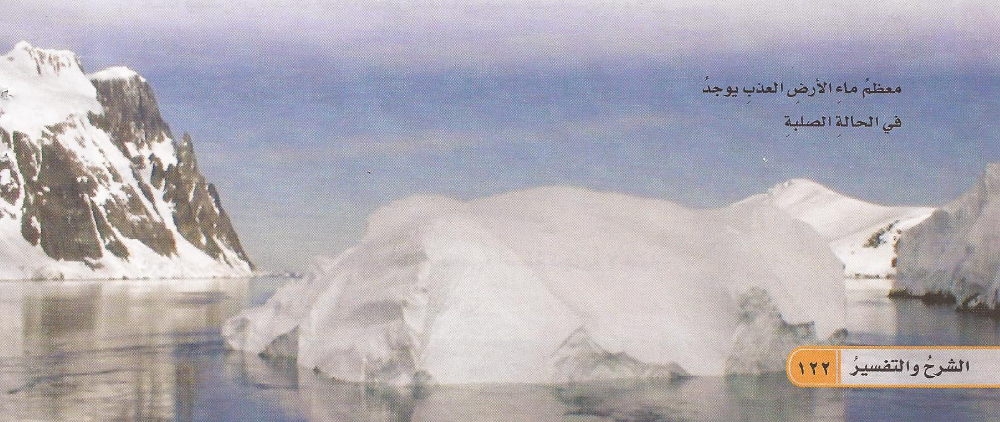 معظمُ ماءِ الأرضِ العذبِ يوجدُ
في الحالةِ الصلبةِ
الشرحُ والتفسيرُ ١٢٢